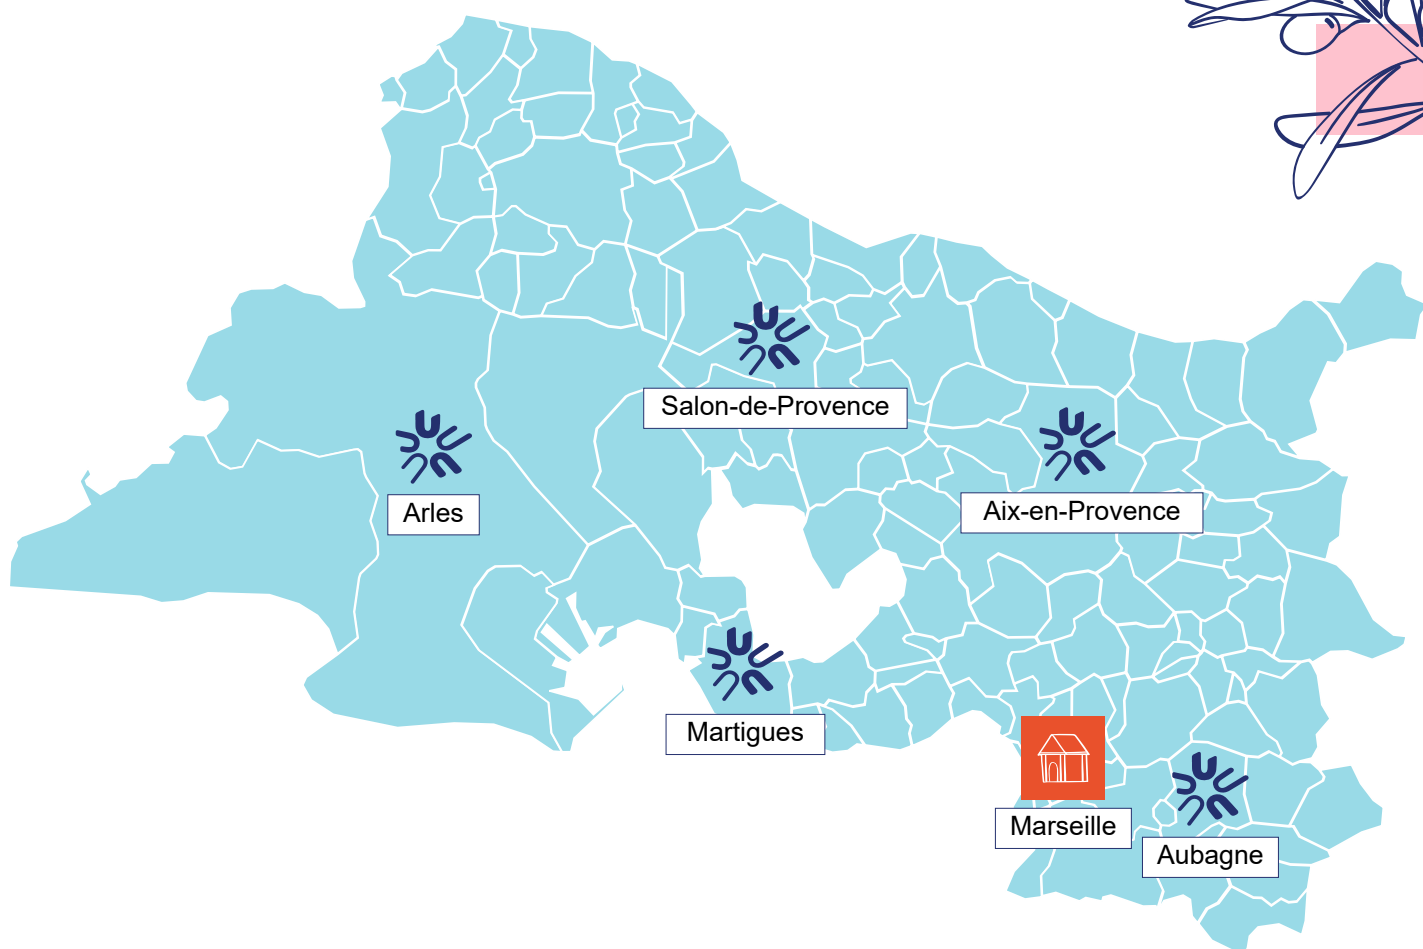 Salon-de-Provence
Arles
Aix-en-Provence
Martigues
Marseille
Aubagne